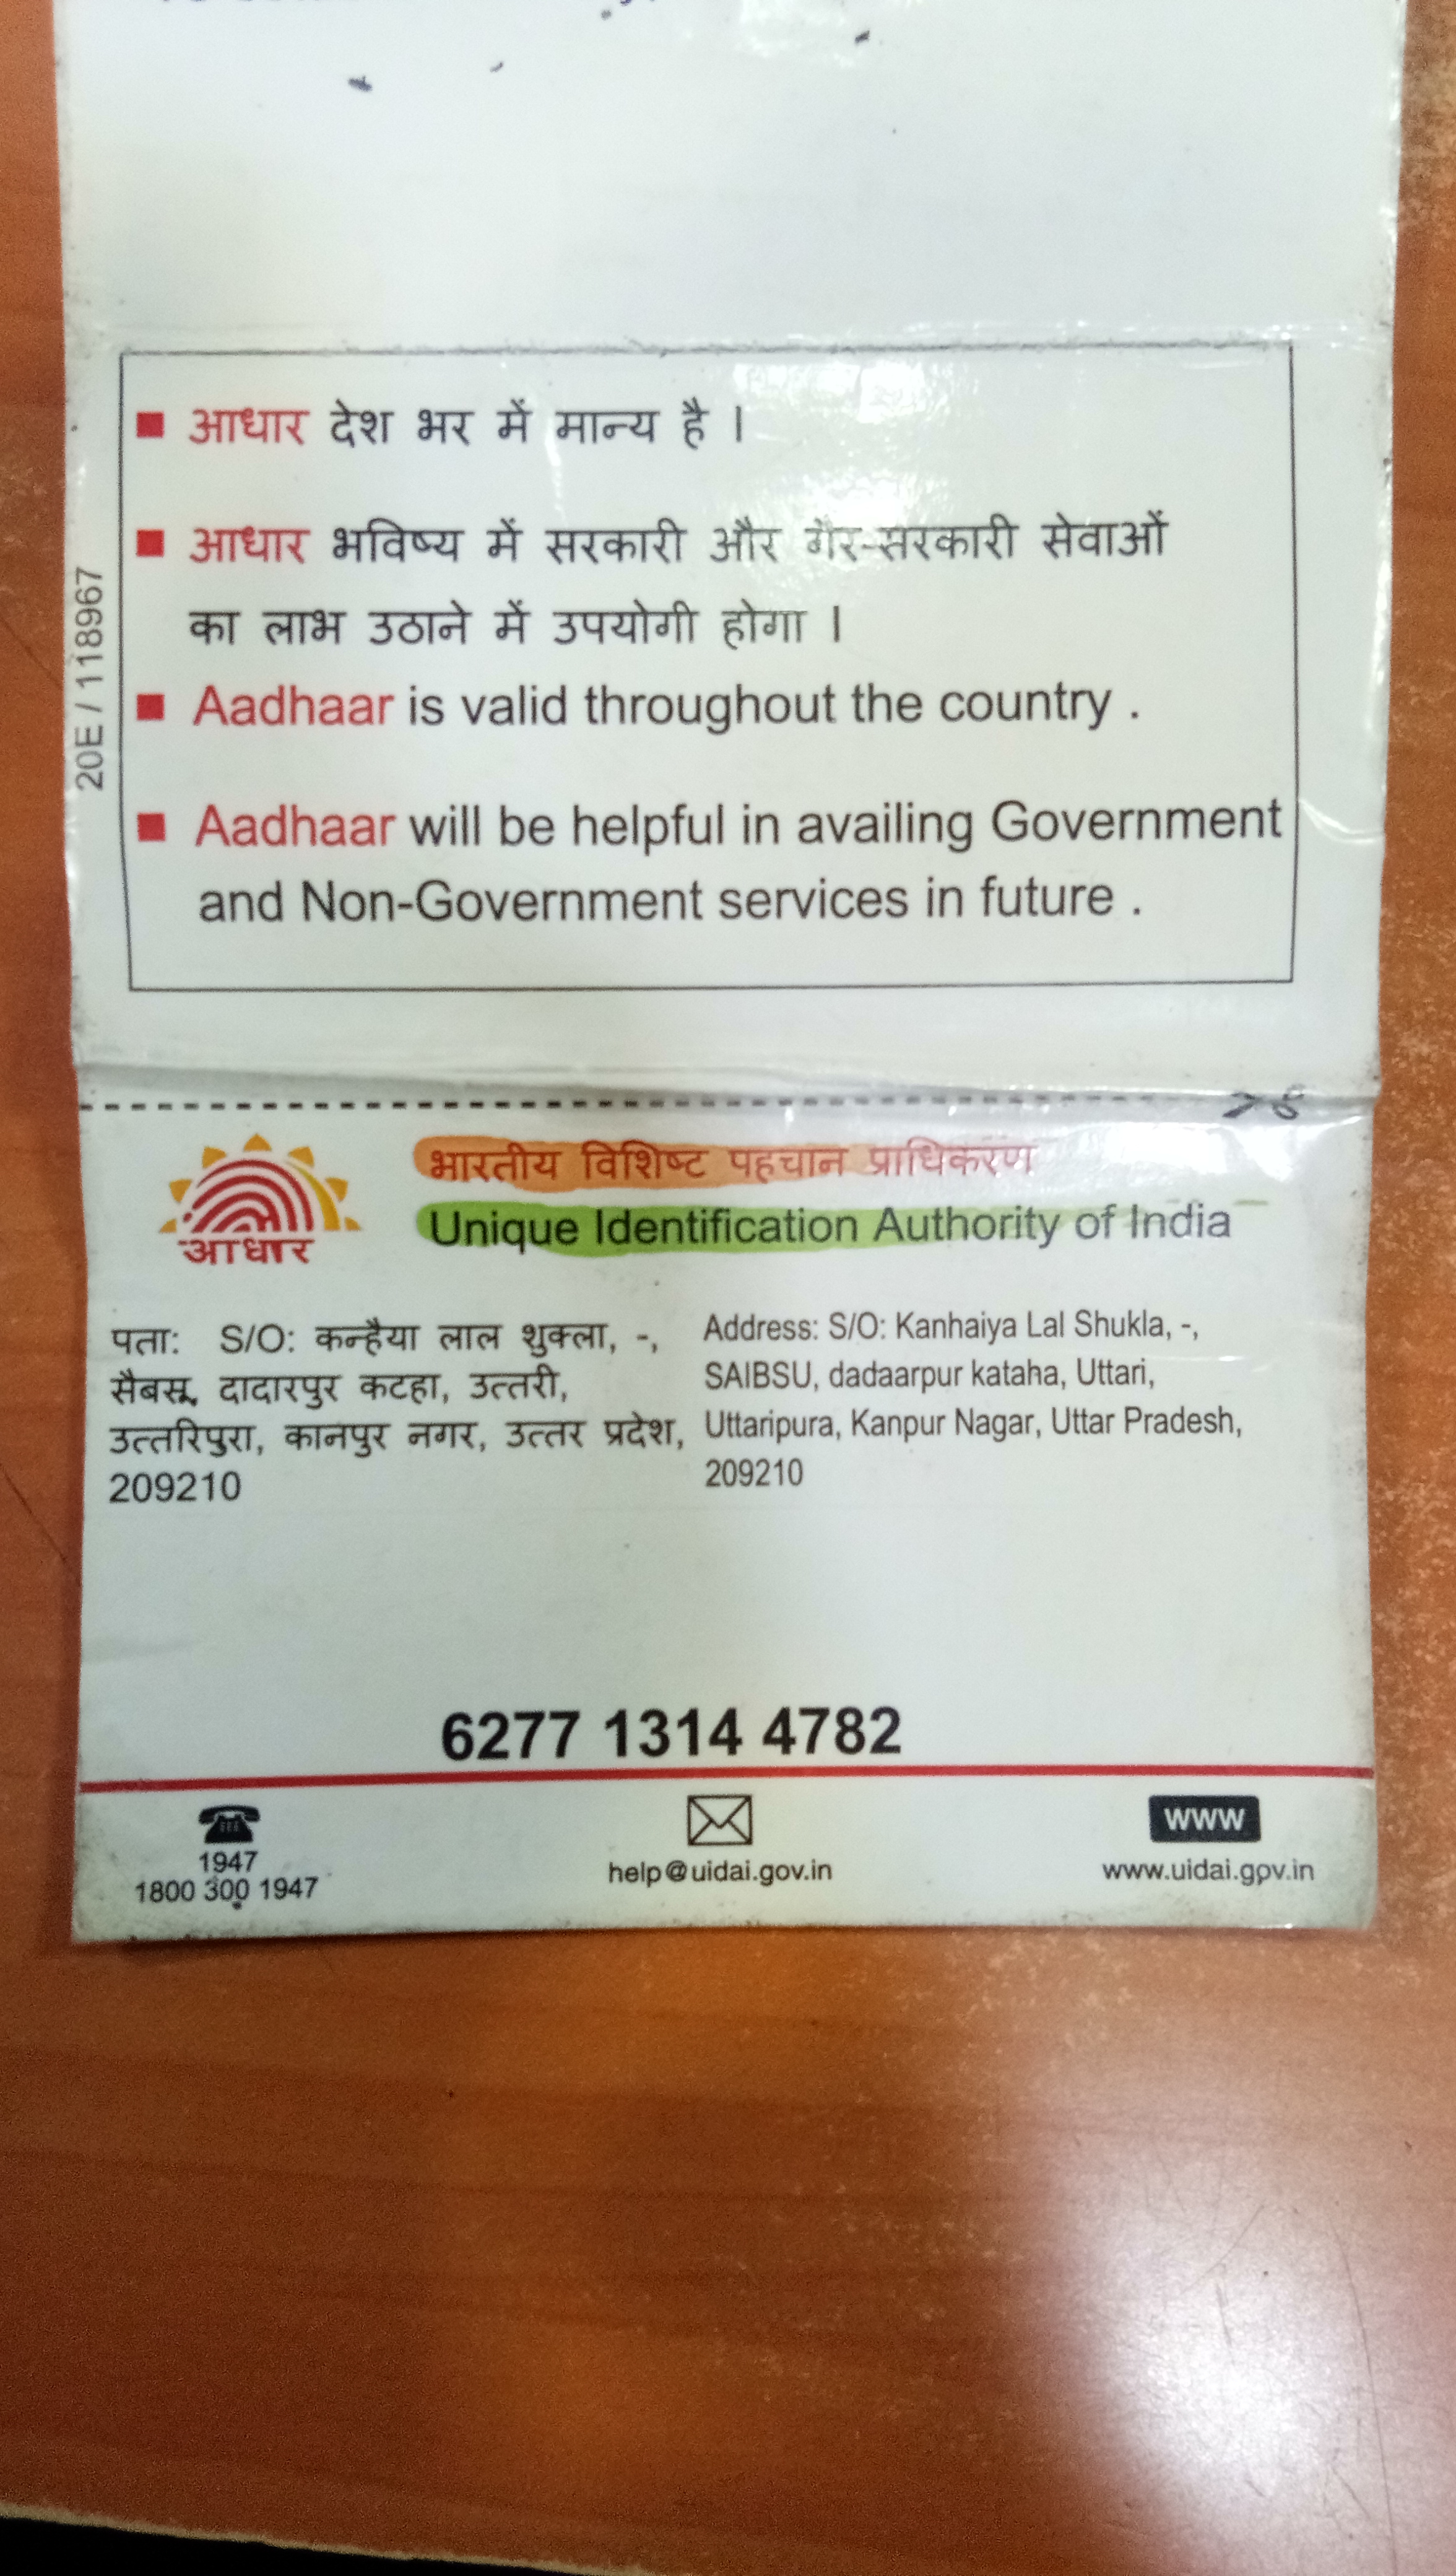 20E / 118967
■ आधार देश भर में मान्य है ।
■ आधार भविष्य में सरकारी और गैर-सरकारी सेवाओं
का लाभ उठाने में उपयोगी होगा ।
■ Aadhaar is valid throughout the country .
■ Aadhaar will be helpful in availing Government
and Non-Government services in future .
आधार
भारतीय विशिष्ट पहचान प्राधिकरण
Unique Identification Authority of India
पता: S/O: कन्हैया लाल शुक्ला, -,
सैबसू, दादारपुर कटहा, उत्तरी,
उत्तरिपुरा, कानपुर नगर, उत्तर प्रदेश,
209210
Address: S/O: Kanhaiya Lal Shukla, -,
SAIBSU, dadaarpur kataha, Uttari,
Uttaripura, Kanpur Nagar, Uttar Pradesh,
209210
6277 1314 4782
1947
1800 300 1947
help@uidai.gov.in
www
www.uidai.gov.in